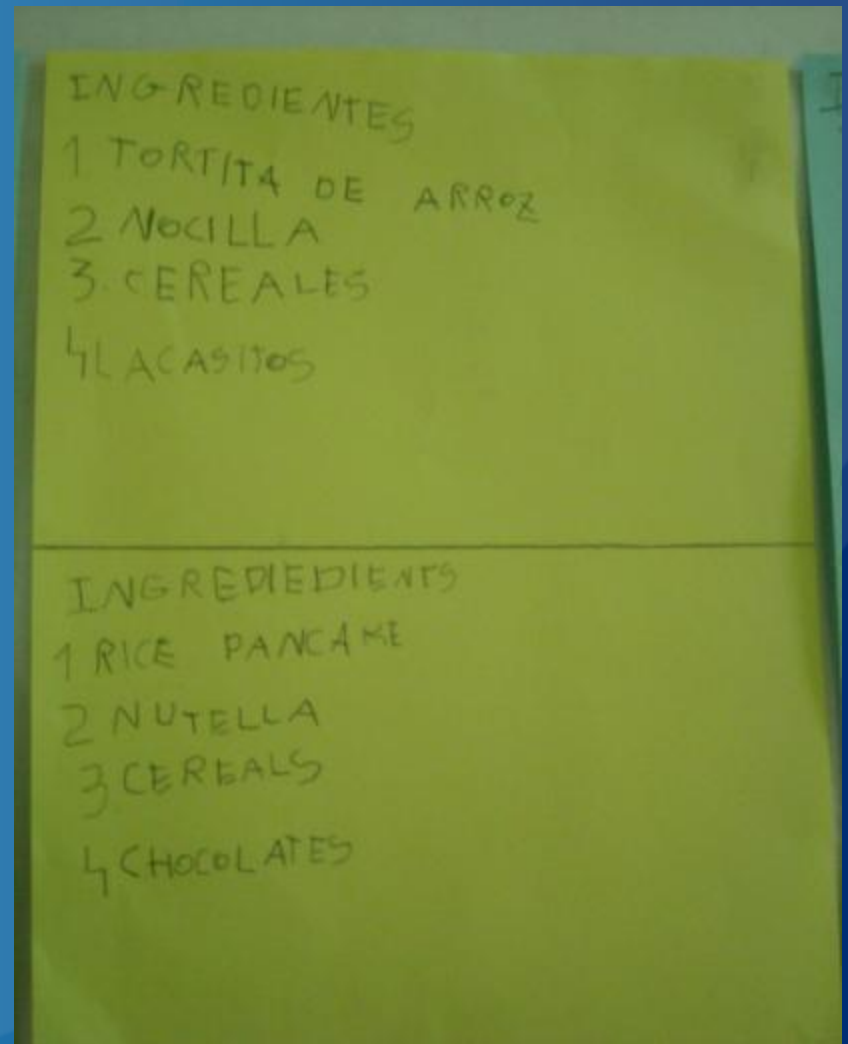 INGREDIENTES
1 TORTITA DE ARROZ
2 NOCILLA
3. CEREALES
4 LACASITOS
INGREDIEDIENTS
1 RICE PANCAKE
2 NUTELLA
3 CEREALS
4 CHOCOLATES